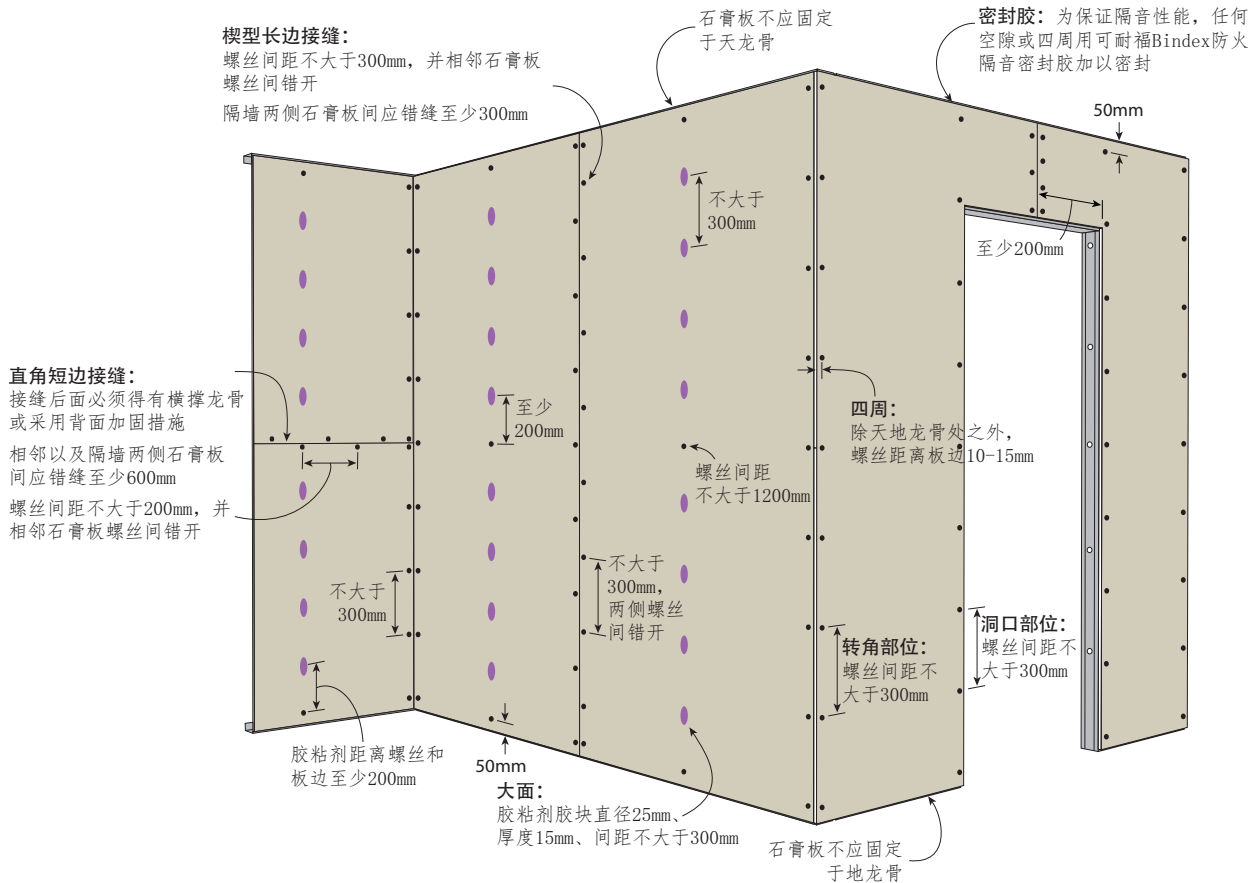 楔型长边接缝：
螺丝间距不大于300mm，并相邻石膏板
螺丝间错开
隔墙两侧石膏板间应错缝至少300mm
石膏板不应固定
于天龙骨
密封胶：为保证隔音性能，任何
空隙或四周用可耐福Bindex防火
隔音密封胶加以密封
50mm
不大于
300mm
至少200mm
直角短边接缝：
接缝后面必须得有横撑龙骨
或采用背面加固措施
相邻以及隔墙两侧石膏板
间应错缝至少600mm
螺丝间距不大于200mm，并
相邻石膏板螺丝间错开
至少
200mm
四周：
除天地龙骨处之外，
螺丝距离板边10-15mm
螺丝间距
不大于1200mm
不大于
300mm
不大于
300mm，
两侧螺丝
间错开
转角部位：
螺丝间距不
大于300mm
洞口部位：
螺丝间距不
大于300mm
胶粘剂距离螺丝和
板边至少200mm
50mm
大面：
胶粘剂胶块直径25mm、
厚度15mm、间距不大于300mm
石膏板不应固定
于地龙骨